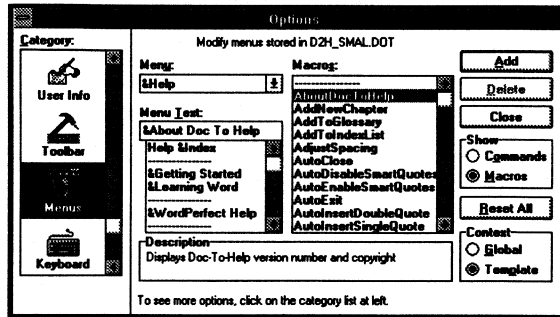 Options
Category:
User Info
Toolbar
Menus
Keyboard
Modify menus stored in D2H_SMAL.DOT
Menu:
&Help
Menu Text:
&About Doc To Help
Help &Index
--------------
&Getting Started
&Learning Word
--------------
&WordPerfect Help
--------------
Macros:
--------------
AboutDocToHelp
AddNewChapter
AddToGlossary
AddToIndexList
AdjustSpacing
AutoClose
AutoDisableSmartQuotes
AutoEnableSmartQuotes
AutoExit
AutoInsertDoubleQuote
AutoInsertSingleQuote
Description
Displays Doc-To-Help version number and copyright
To see more options, click on the category list at left.
Add
Delete
Close
Show
Commands
Macros
Reset All
Context
Global
Template